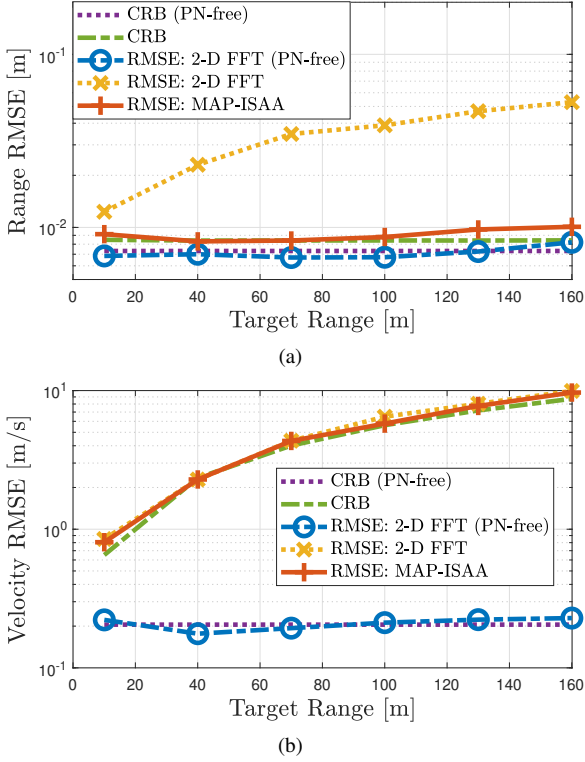 CRB (PN-free)
CRB
RMSE: 2-D FFT (PN-free)
RMSE: 2-D FFT
RMSE: MAP-ISAA
10^-1
10^-2
Range RMSE [m]
0 20 40 60 80 100 120 140 160
Target Range [m]
(a)
10^1
10^0
10^-1
Velocity RMSE [m/s]
CRB (PN-free)
CRB
RMSE: 2-D FFT (PN-free)
RMSE: 2-D FFT
RMSE: MAP-ISAA
0 20 40 60 80 100 120 140 160
Target Range [m]
(b)